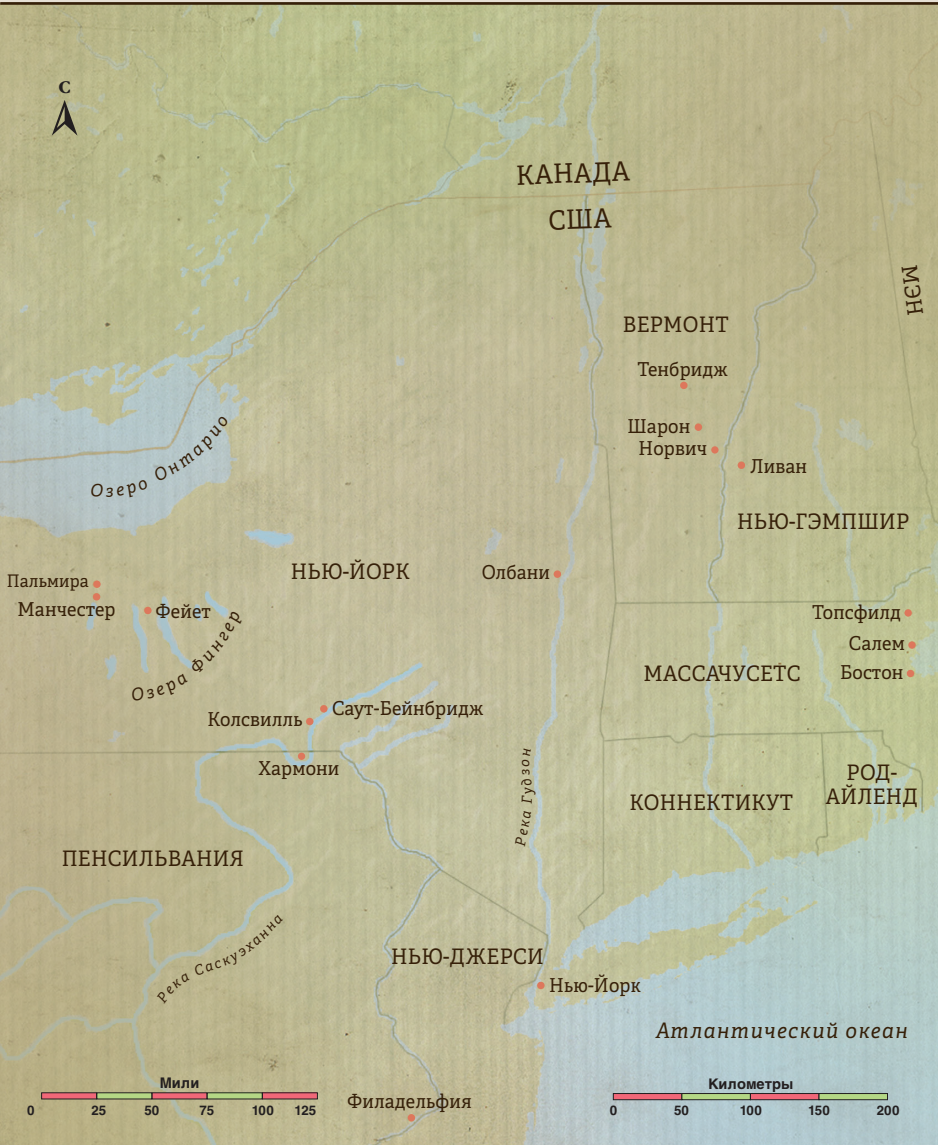 С
КАНАДА
США
МЭН
ВЕРМОНТ
Тенбридж
Шарон
Норвич
Ливан
Озеро Онтарио
НЬЮ-ГЭМПШИР
НЬЮ-ЙОРК
Олбани
Пальмира
Манчестер
Фейет
Озера Фингер
Топсфилд
Салем
Бостон
МАССАЧУСЕТС
Колсвилль
Саут-Бейнбридж
Хармони
Река Гудзон
РОД-
АЙЛЕНД
КОННЕКТИКУТ
ПЕНСИЛЬВАНИЯ
Река Саскуэханна
НЬЮ-ДЖЕРСИ
Нью-Йорк
Атлантический океан
Мили
0 25 50 75 100 125
Филадельфия
Километры
0 50 100 150 200